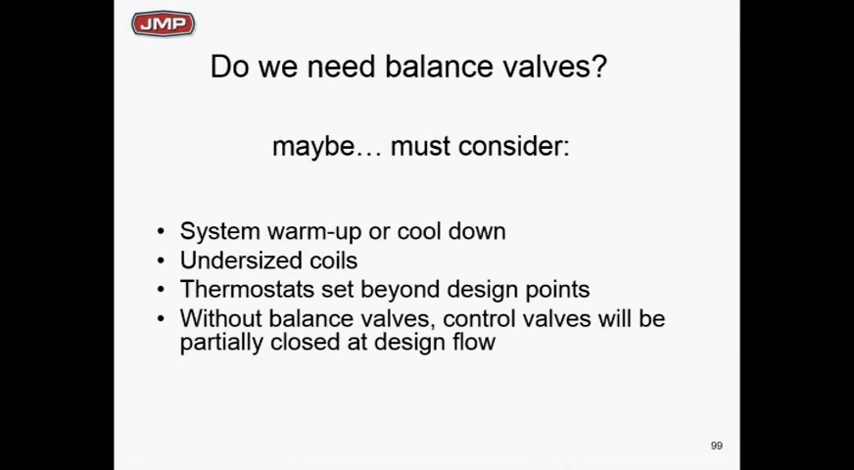 JMP
Do we need balance valves?
maybe... must consider:
• System warm-up or cool down
• Undersized coils
• Thermostats set beyond design points
• Without balance valves, control valves will be
partially closed at design flow
99